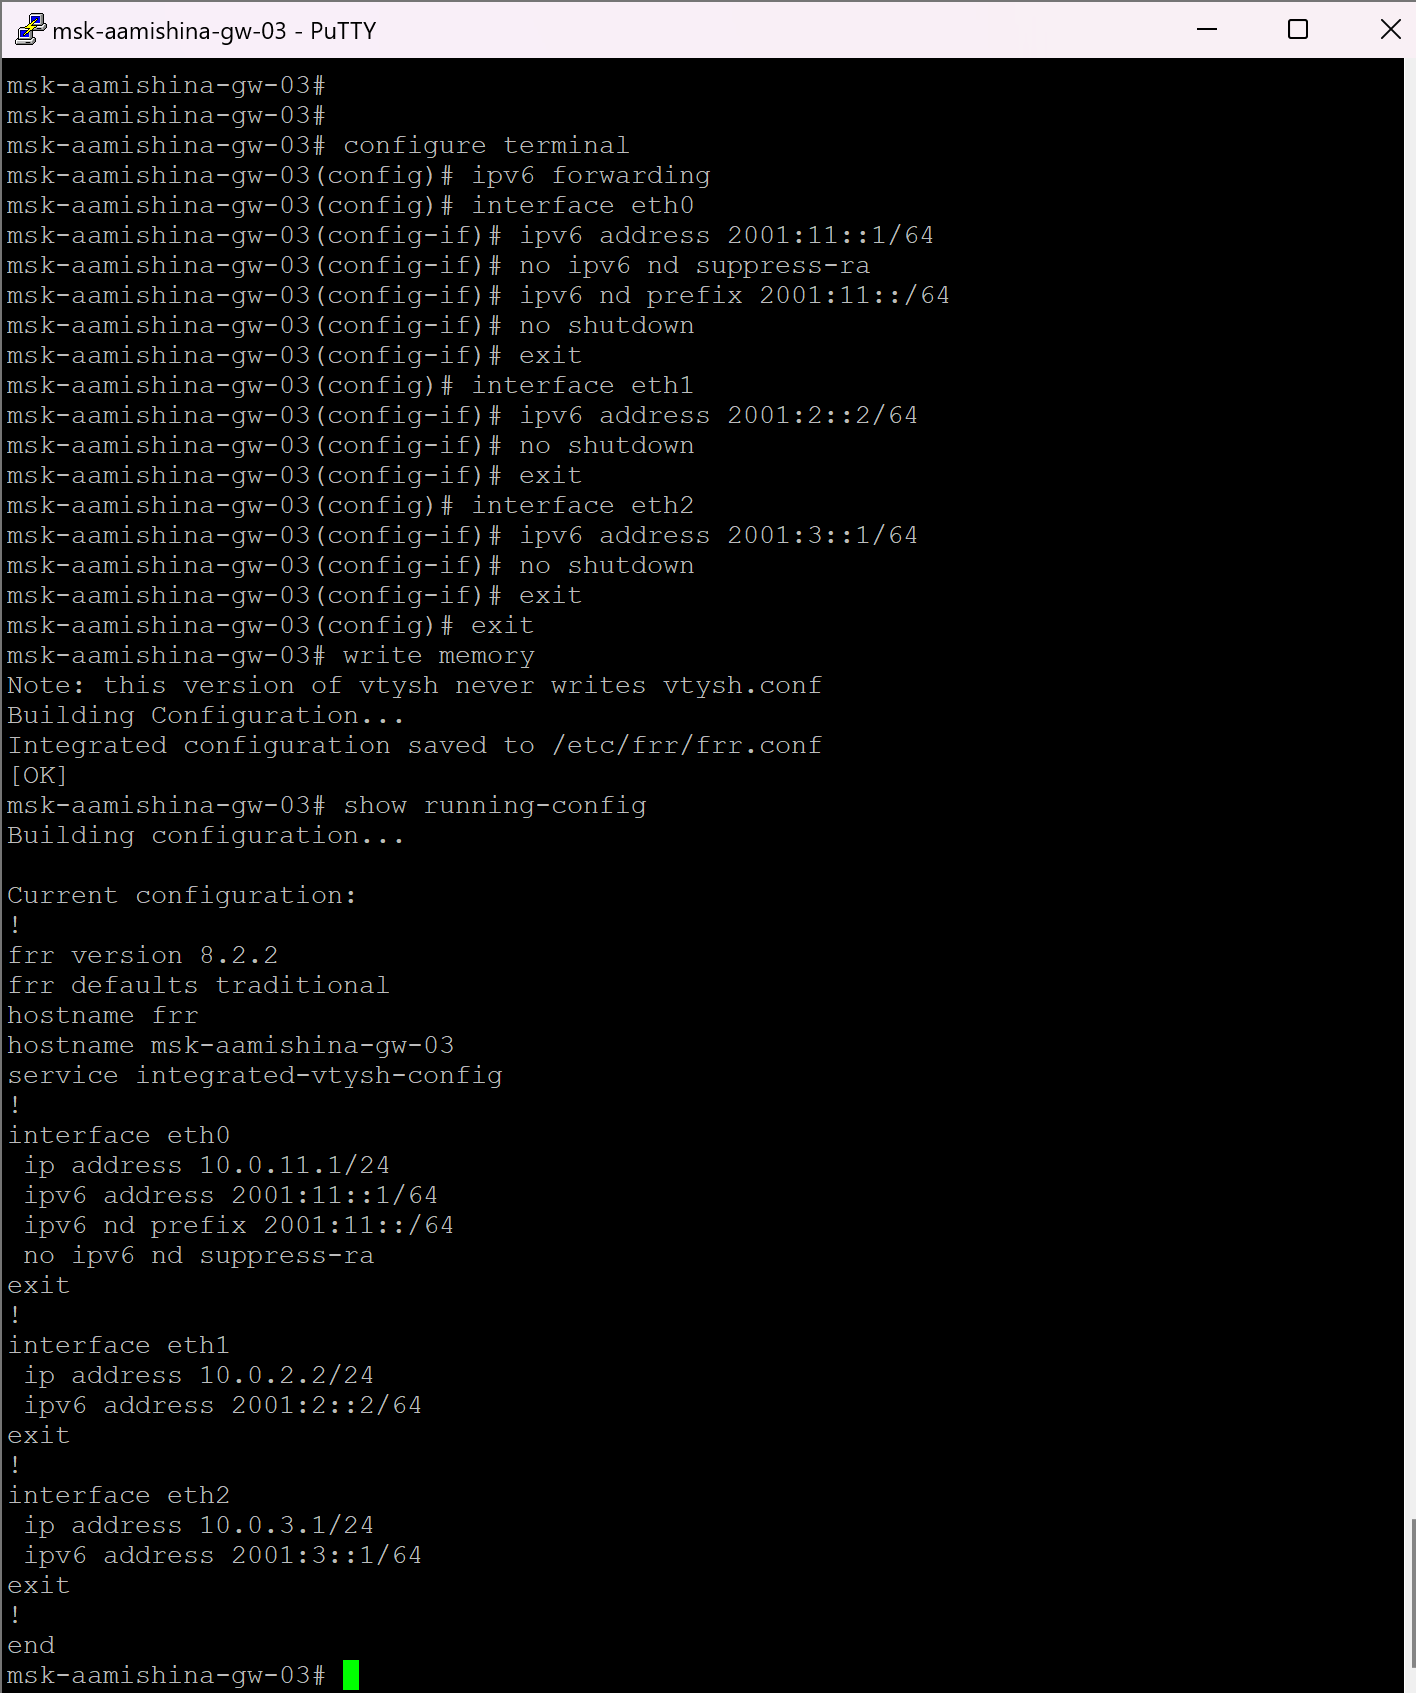 msk-aamishina-gw-03 - PuTTY
msk-aamishina-gw-03#
msk-aamishina-gw-03#
msk-aamishina-gw-03# configure terminal
msk-aamishina-gw-03(config)# ipv6 forwarding
msk-aamishina-gw-03(config)# interface eth0
msk-aamishina-gw-03(config-if)# ipv6 address 2001:11::1/64
msk-aamishina-gw-03(config-if)# no ipv6 nd suppress-ra
msk-aamishina-gw-03(config-if)# ipv6 nd prefix 2001:11::/64
msk-aamishina-gw-03(config-if)# no shutdown
msk-aamishina-gw-03(config-if)# exit
msk-aamishina-gw-03(config)# interface eth1
msk-aamishina-gw-03(config-if)# ipv6 address 2001:2::2/64
msk-aamishina-gw-03(config-if)# no shutdown
msk-aamishina-gw-03(config-if)# exit
msk-aamishina-gw-03(config)# interface eth2
msk-aamishina-gw-03(config-if)# ipv6 address 2001:3::1/64
msk-aamishina-gw-03(config-if)# no shutdown
msk-aamishina-gw-03(config-if)# exit
msk-aamishina-gw-03(config)# exit
msk-aamishina-gw-03# write memory
Note: this version of vtysh never writes vtysh.conf
Building Configuration...
Integrated configuration saved to /etc/frr/frr.conf
[OK]
msk-aamishina-gw-03# show running-config
Building configuration...

Current configuration:
!
frr version 8.2.2
frr defaults traditional
hostname frr
hostname msk-aamishina-gw-03
service integrated-vtysh-config
!
interface eth0
 ip address 10.0.11.1/24
 ipv6 address 2001:11::1/64
 ipv6 nd prefix 2001:11::/64
 no ipv6 nd suppress-ra
exit
!
interface eth1
 ip address 10.0.2.2/24
 ipv6 address 2001:2::2/64
exit
!
interface eth2
 ip address 10.0.3.1/24
 ipv6 address 2001:3::1/64
exit
!
end
msk-aamishina-gw-03#